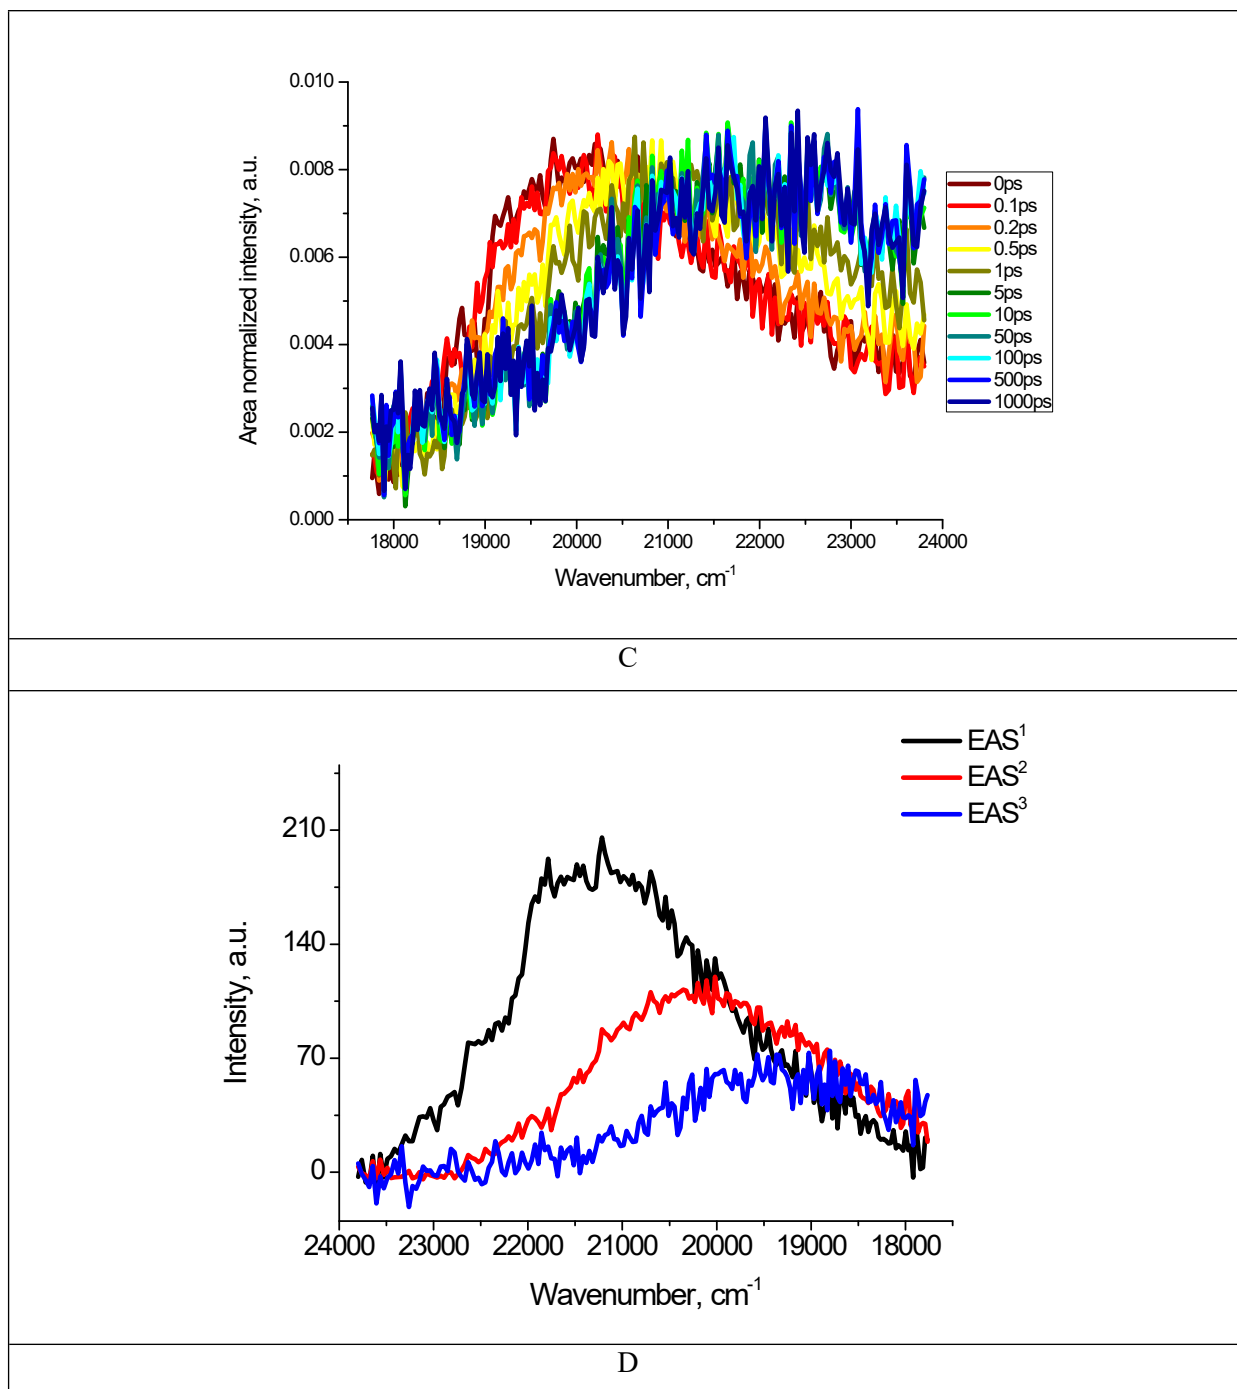 0.010
0.008
0.006
0.004
0.002
0.000
Area normalized intensity, a.u.
18000 19000 20000 21000 22000 23000 24000
Wavenumber, cm-1
0ps
0.1ps
0.2ps
0.5ps
1ps
5ps
10ps
50ps
100ps
500ps
1000ps
C
EAS1
EAS2
EAS3
210
140
70
0
Intensity, a.u.
24000 23000 22000 21000 20000 19000 18000
Wavenumber, cm-1
D